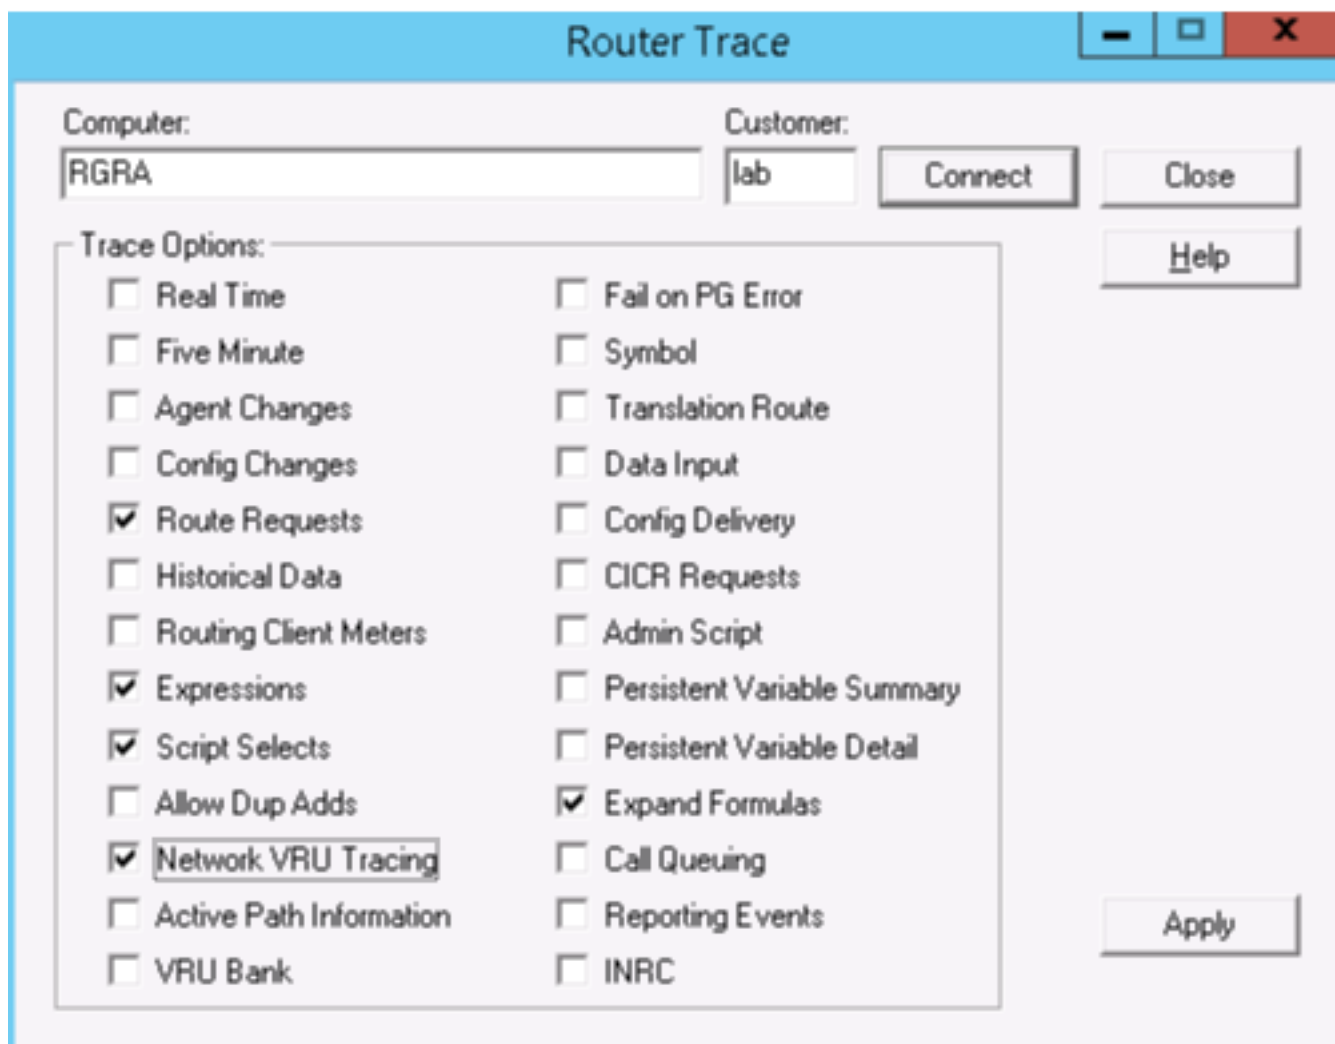 Router Trace
Computer: Customer:
RGRA lab Connect Close
Trace Options: Help
Real Time Fail on PG Error
Five Minute Symbol
Agent Changes Translation Route
Config Changes Data Input
Route Requests Config Delivery
Historical Data CICR Requests
Routing Client Meters Admin Script
Expressions Persistent Variable Summary
Script Selects Persistent Variable Detail
Allow Dup Adds Expand Formulas
Network VRU Tracing Call Queuing
Active Path Information Reporting Events Apply
VRU Bank INRC